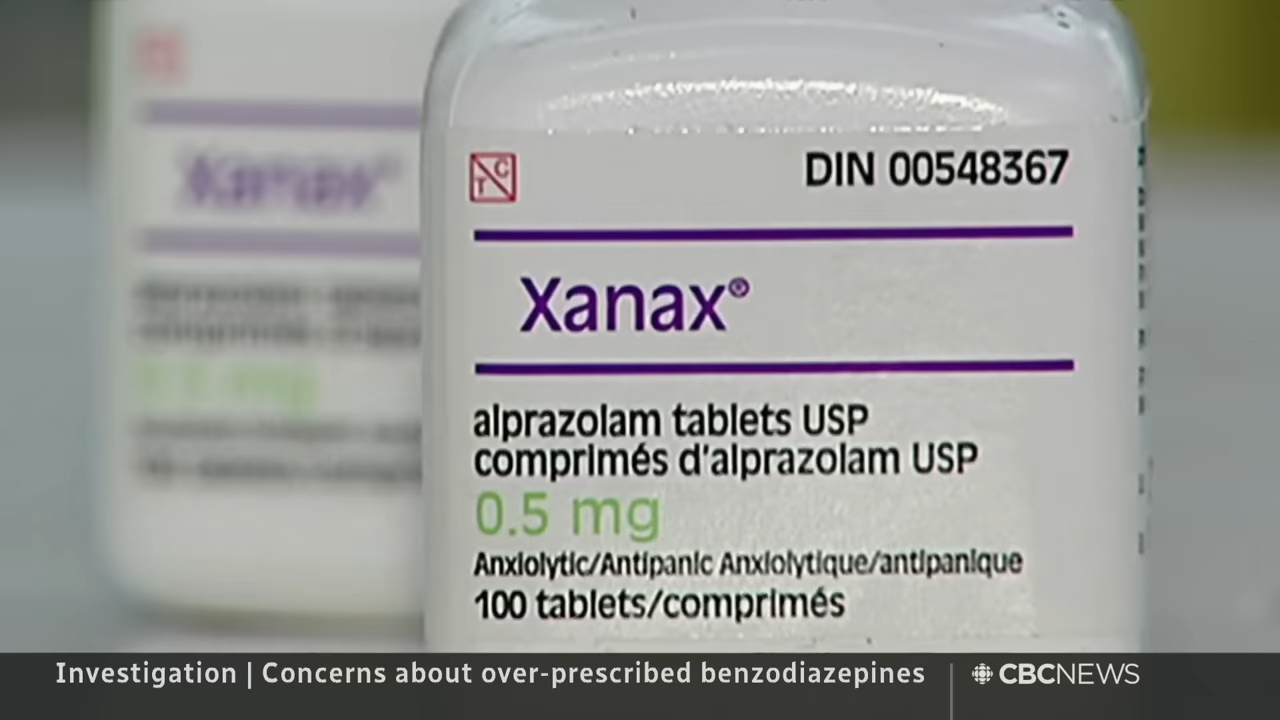 T C
DIN 00548367
Xanax®
Xanax®
alprazolam tablets USP
comprimés d'alprazolam USP
0.5 mg
Anxiolytic/Antipanic Anxiolytique/antipanique
100 tablets/comprimés
Investigation | Concerns about over-prescribed benzodiazepines
CBCNEWS